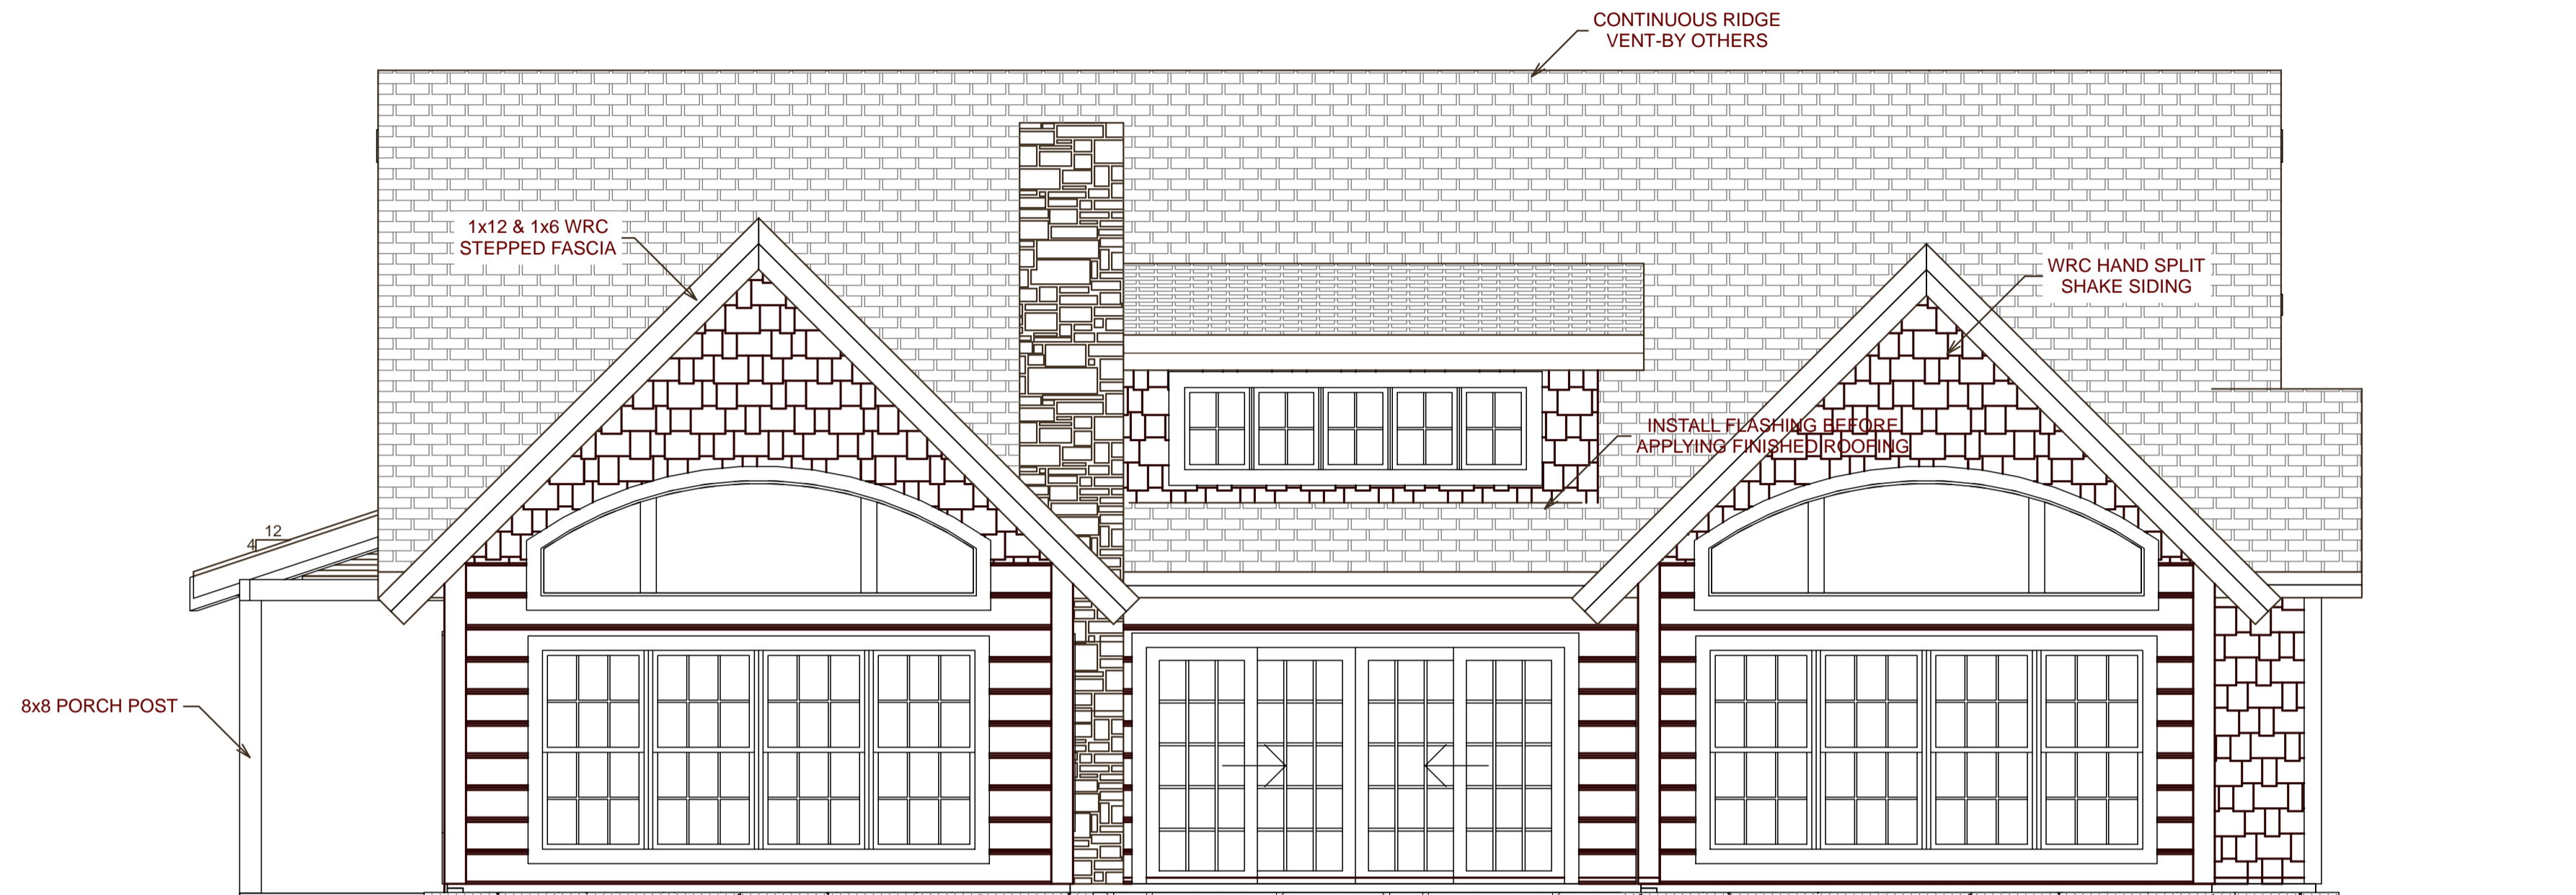 CONTINUOUS RIDGE
VENT-BY OTHERS
1x12 & 1x6 WRC
STEPPED FASCIA
WRC HAND SPLIT
SHAKE SIDING
INSTALL FLASHING BEFORE
APPLYING FINISHED ROOFING
12
4
8x8 PORCH POST